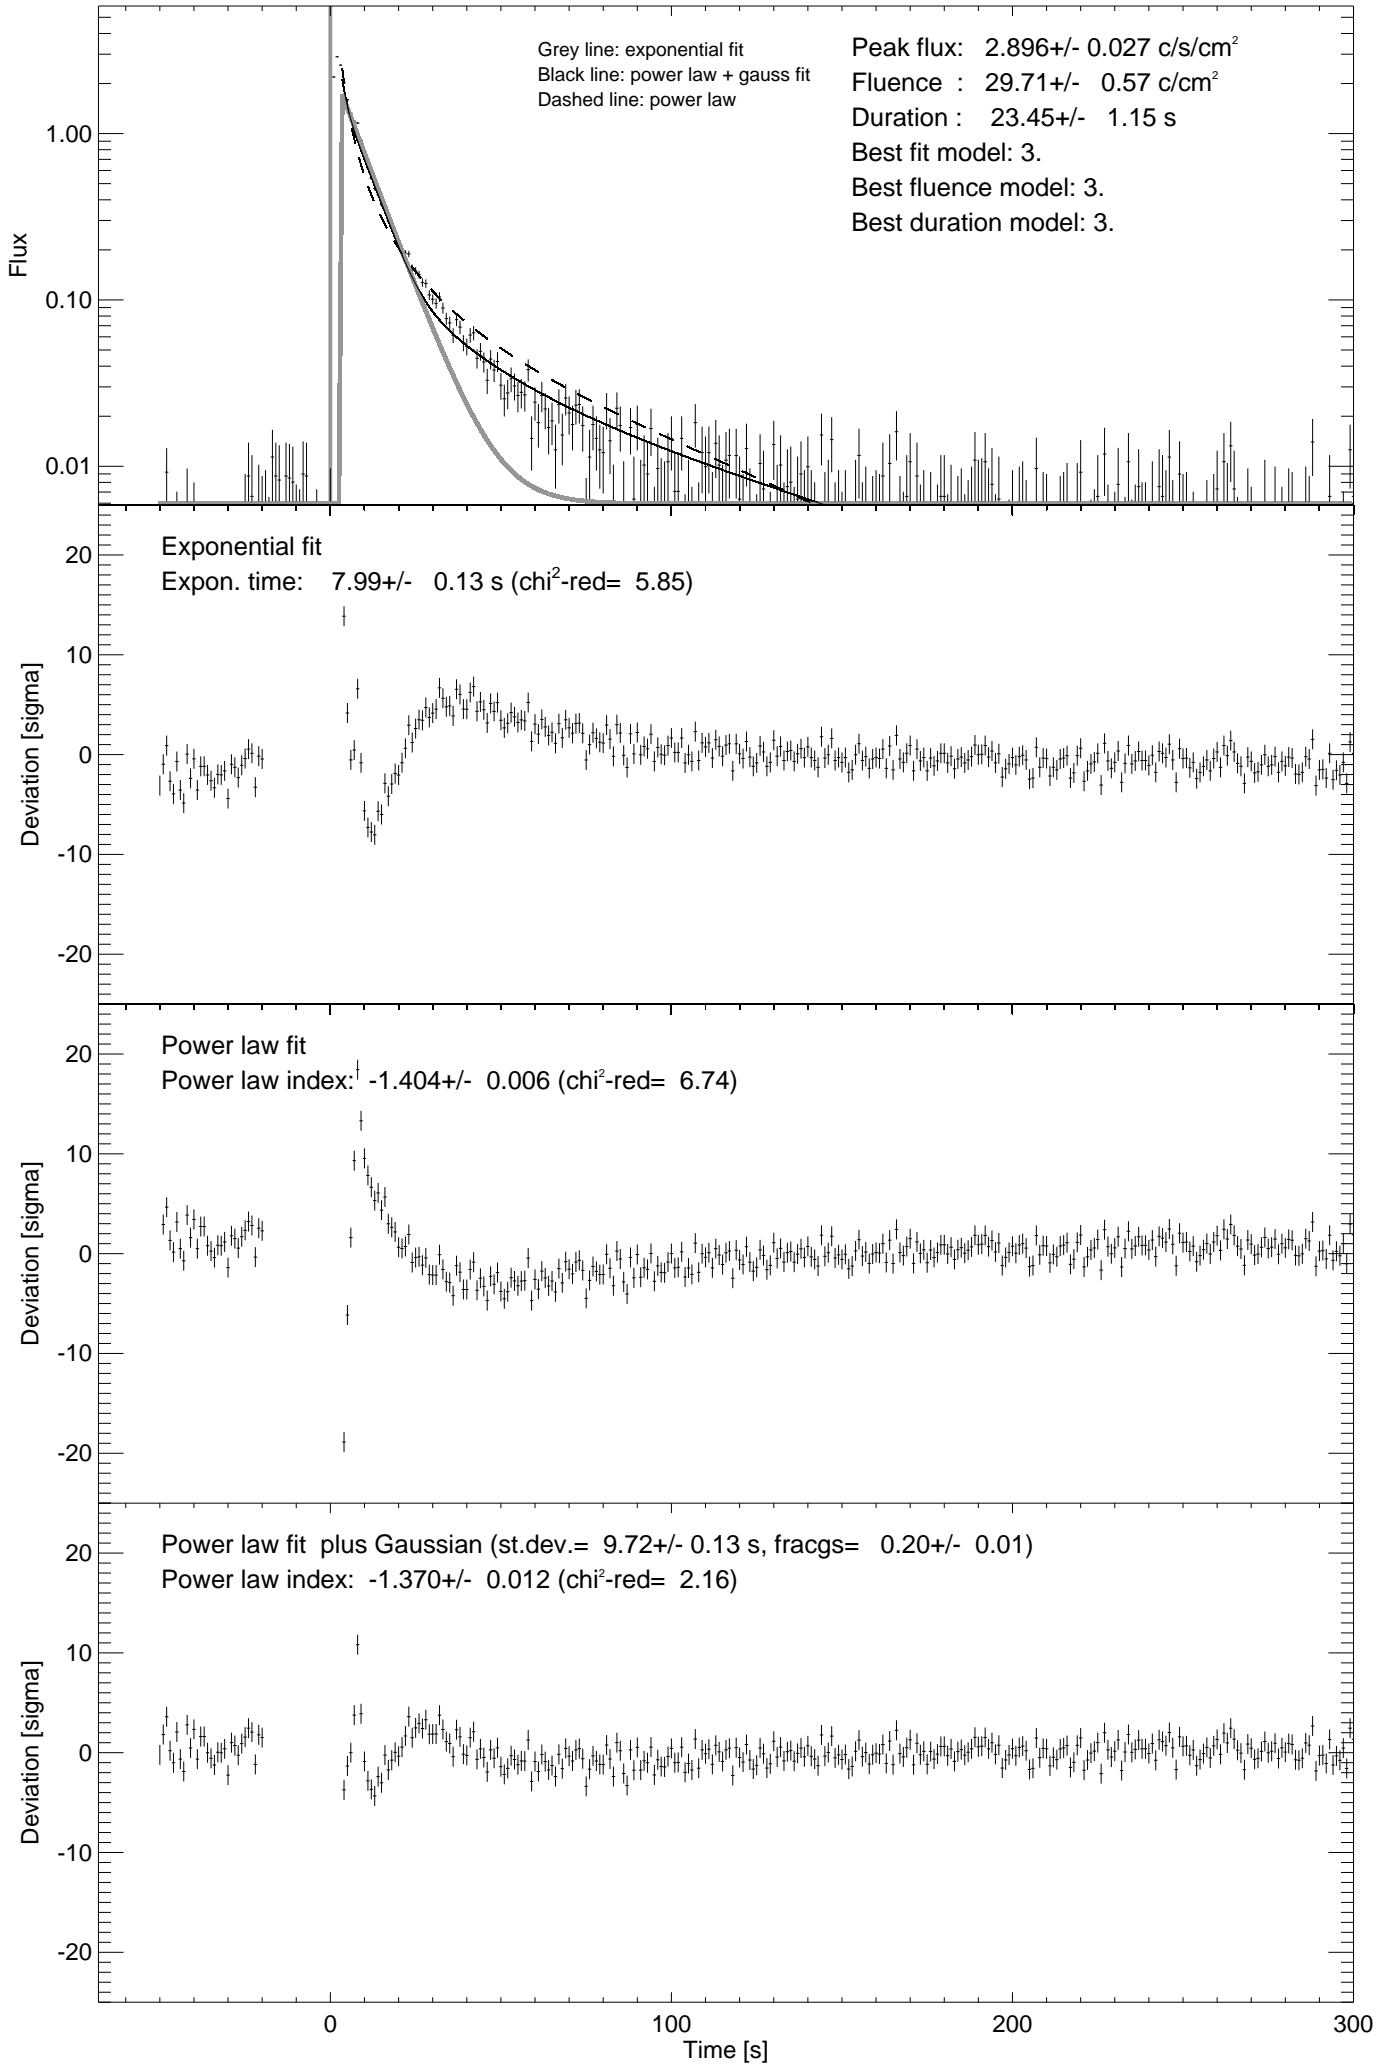 Grey line: exponential fit
Black line: power law + gauss fit
Dashed line: power law
Peak flux: 2.896+/- 0.027 c/s/cm²
Fluence : 29.71+/- 0.57 c/cm²
Duration : 23.45+/- 1.15 s
Best fit model: 3.
Best fluence model: 3.
Best duration model: 3.
Flux
1.00
0.10
0.01
Exponential fit
Expon. time: 7.99+/- 0.13 s (chi²-red= 5.85)
Deviation [sigma]
20
10
0
-10
-20
Power law fit
Power law index: -1.404+/- 0.006 (chi²-red= 6.74)
Deviation [sigma]
20
10
0
-10
-20
Power law fit plus Gaussian (st.dev.= 9.72+/- 0.13 s, fracgs= 0.20+/- 0.01)
Power law index: -1.370+/- 0.012 (chi²-red= 2.16)
Deviation [sigma]
20
10
0
-10
-20
0 100 200 300
Time [s]